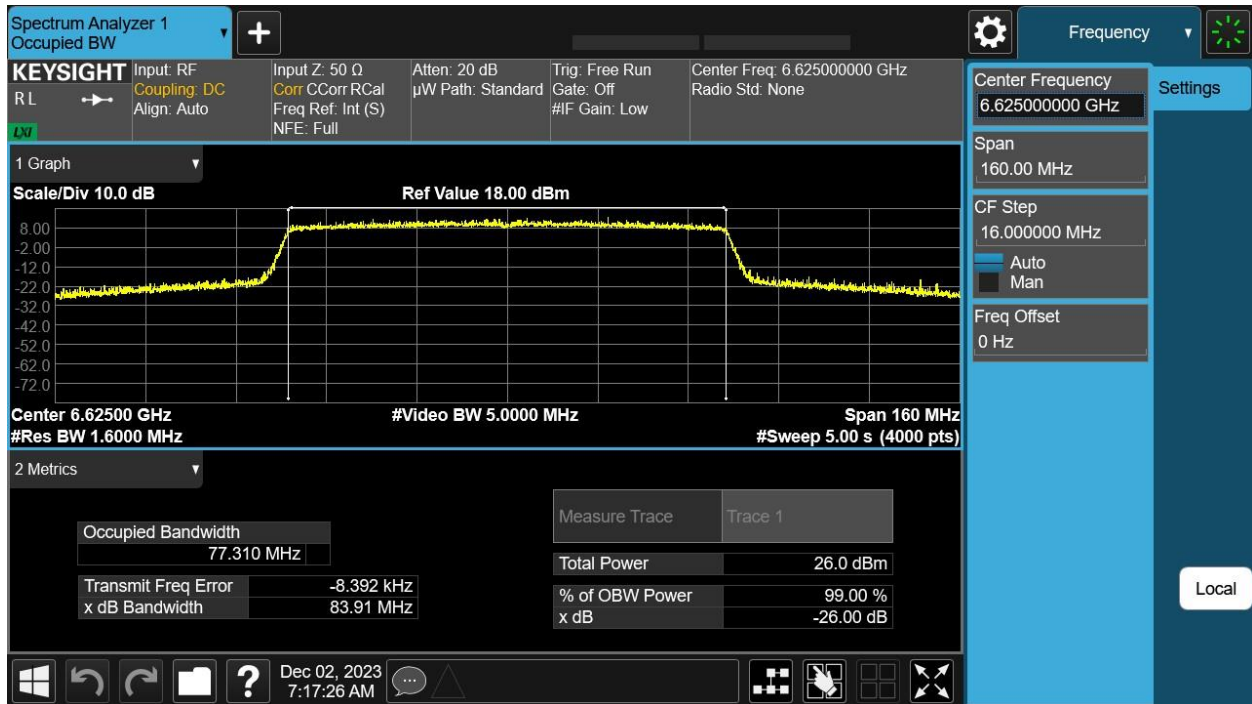 Spectrum Analyzer 1
Occupied BW
+
Frequency
KEYSIGHT
R L
LXI
Input: RF
Coupling: DC
Align: Auto
Input Z: 50 Ω
Corr CCorr RCal
Freq Ref: Int (S)
NFE: Full
Atten: 20 dB
µW Path: Standard
Trig: Free Run
Gate: Off
#IF Gain: Low
Center Freq: 6.625000000 GHz
Radio Std: None
Center Frequency
6.625000000 GHz
Settings
Span
160.00 MHz
CF Step
16.000000 MHz
Auto
Man
Freq Offset
0 Hz
Local
1 Graph
Scale/Div 10.0 dB
Ref Value 18.00 dBm
8.00
-2.00
-12.0
-22.0
-32.0
-42.0
-52.0
-62.0
-72.0
Center 6.62500 GHz
#Video BW 5.0000 MHz
Span 160 MHz
#Res BW 1.6000 MHz
#Sweep 5.00 s (4000 pts)
2 Metrics
Measure Trace
Trace 1
Occupied Bandwidth
77.310 MHz
Total Power
26.0 dBm
Transmit Freq Error
-8.392 kHz
% of OBW Power
99.00 %
x dB Bandwidth
83.91 MHz
x dB
-26.00 dB
?
Dec 02, 2023
7:17:26 AM